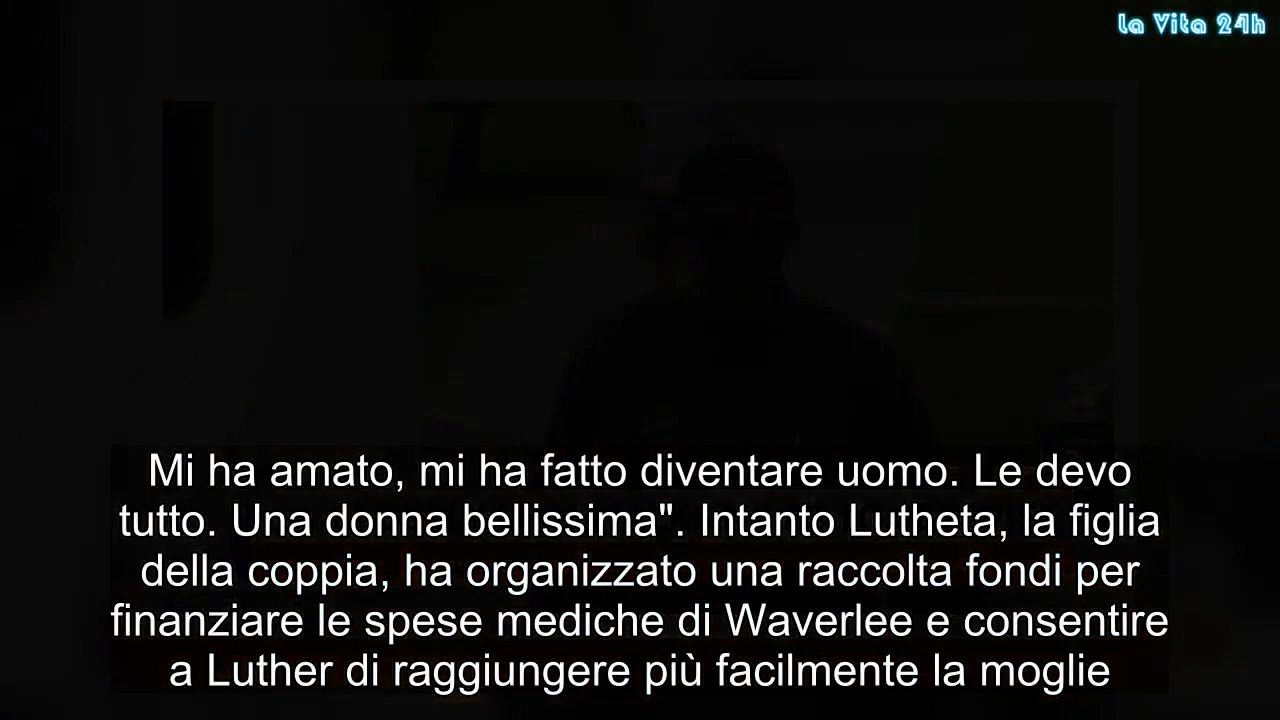 la Vita 24h
Mi ha amato, mi ha fatto diventare uomo. Le devo
tutto. Una donna bellissima". Intanto Lutheta, la figlia
della coppia, ha organizzato una raccolta fondi per
finanziare le spese mediche di Waverlee e consentire
a Luther di raggiungere più facilmente la moglie